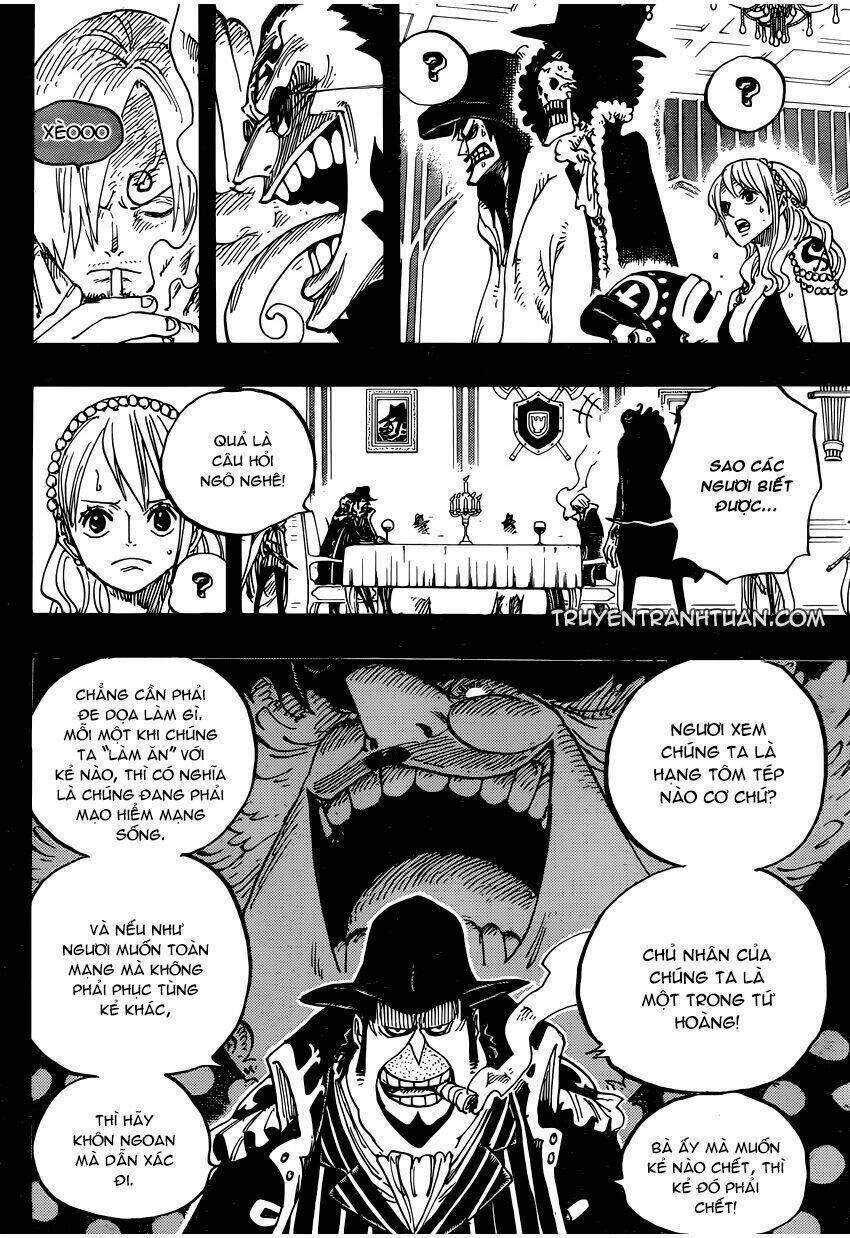 ?
?
XÈOOO
SAO CÁC
NGƯƠI BIẾT
ĐƯỢC...
QUẢ LÀ
CÂU HỎI
NGÔ NGHÊ!
?
TRUYENTRANHTUAN.COM
NGƯƠI XEM
CHÚNG TA LÀ
HẠNG TÔM TÉP
NÀO CƠ CHỨ?
CHỦ NHÂN CỦA
CHÚNG TA LÀ
MỘT TRONG TỨ
HOÀNG!
BÀ ẤY MÀ MUỐN
KẺ NÀO CHẾT, THÌ
KẺ ĐÓ PHẢI
CHẾT!
CHẲNG CẦN PHẢI
ĐE DỌA LÀM GÌ.
MỖI MỘT KHI CHÚNG
TA "LÀM ĂN" VỚI
KẺ NÀO, THÌ CÓ NGHĨA
LÀ CHÚNG ĐANG PHẢI
MẠO HIỂM MẠNG
SỐNG.
VÀ NẾU NHƯ
NGƯƠI MUỐN TOÀN
MẠNG MÀ KHÔNG
PHẢI PHỤC TÙNG
KẺ KHÁC,
THÌ HÃY
KHÔN NGOAN
MÀ DẪN XÁC
ĐI.